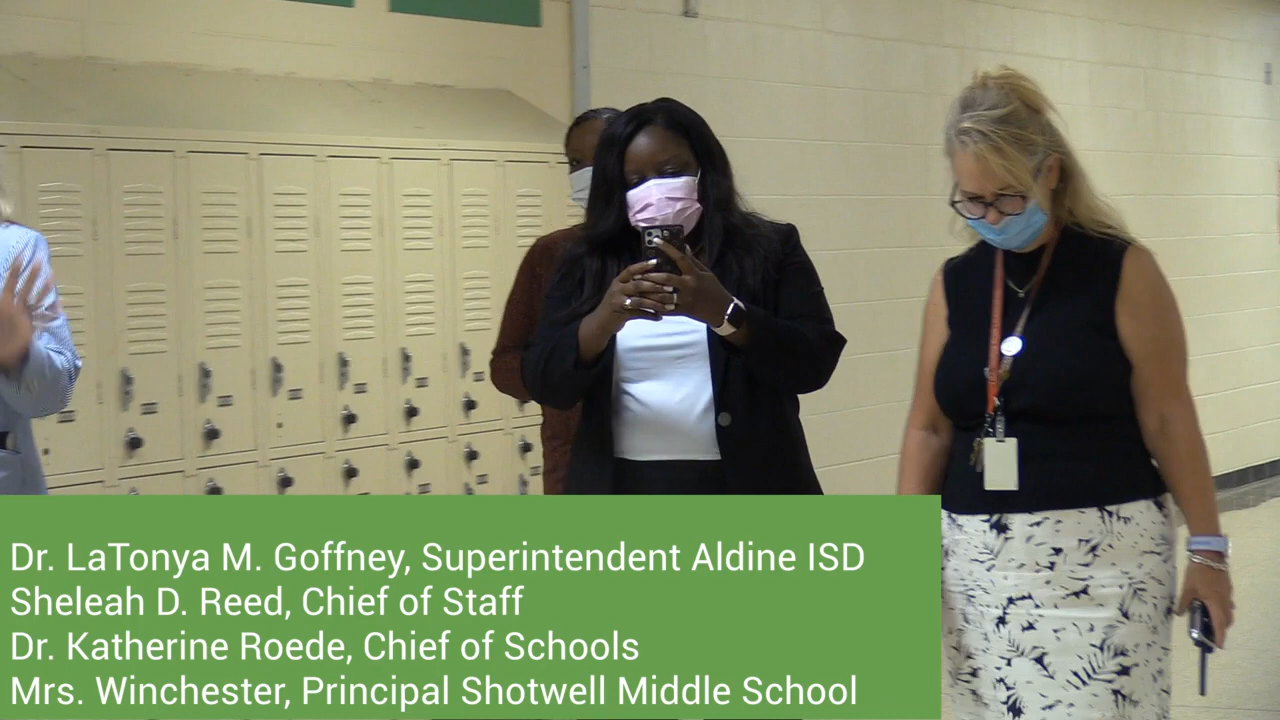 Dr. LaTonya M. Goffney, Superintendent Aldine ISD
Sheleah D. Reed, Chief of Staff
Dr. Katherine Roede, Chief of Schools
Mrs. Winchester, Principal Shotwell Middle School